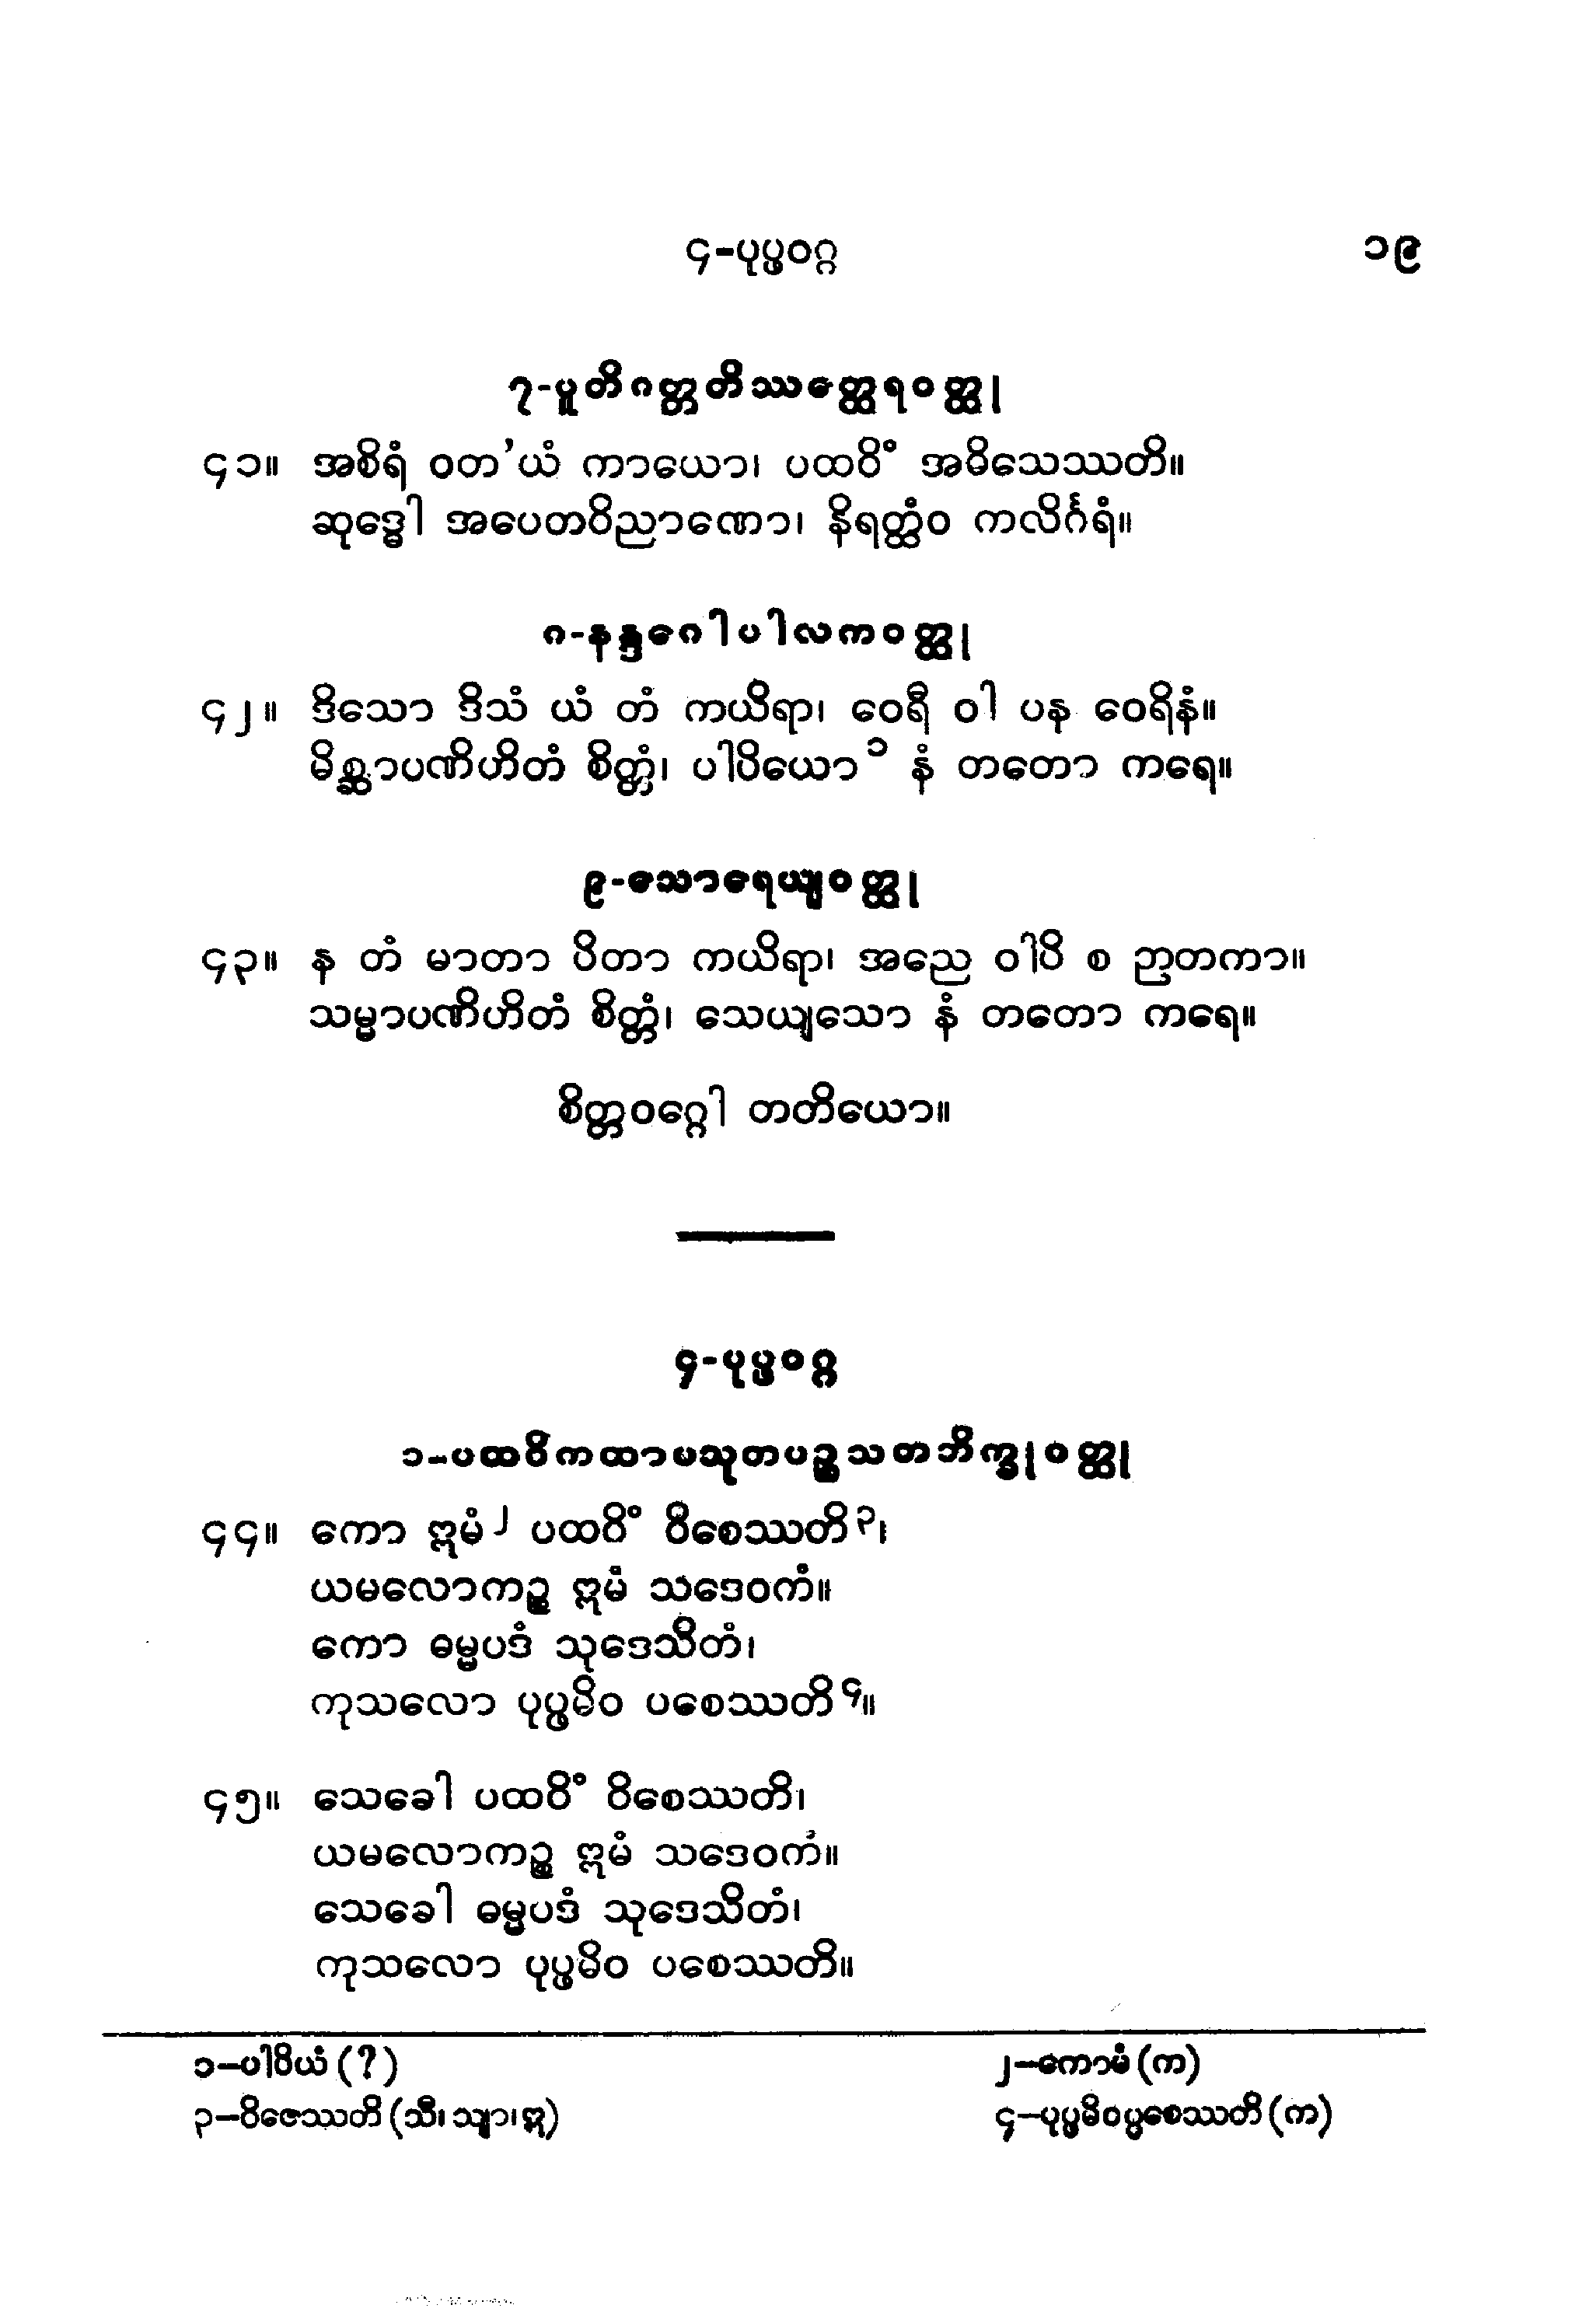 ၄-ပုပ္ဖဝဂ္ဂ ၁၉
၇-ပူတိဂတ္တတိဿတ္ထေရဝတ္ထု
၄၁။ အစိရံ ဝတ’ယံ ကာယော၊ ပထဝိံ အဓိသေဿတိ။
ဆုဒ္ဓေါ အပေတဝိညာဏော၊ နိရတ္ထံဝ ကလိင်္ဂရံ။
၈-နန္ဒဂေါပါလကဝတ္ထု
၄၂။ ဒိသော ဒိသံ ယံ တံ ကယိရာ၊ ဝေရီ ဝါ ပန ဝေရိနံ။
မိစ္ဆာပဏိဟိတံ စိတ္တံ၊ ပါပိယော ၁ နံ တတော ကရေ။
၉-သောရေယျဝတ္ထု
၄၃။ န တံ မာတာ ပိတာ ကယိရာ၊ အညေ ဝါပိ စ ဉာတကာ။
သမ္မာပဏိဟိတံ စိတ္တံ၊ သေယျသော နံ တတော ကရေ။
စိတ္တဝဂ္ဂေါ တတိယော။
၄-ပုပ္ဖဝဂ္ဂ
၁-ပထဝိကထာပသုတပဉ္စသတဘိက္ခုဝတ္ထု
၄၄။ ကော ဣမံ ၂ ပထဝိံ ဝိစေဿတိ ၃၊
ယမလောကဉ္စ ဣမံ သဒေဝကံ။
ကော ဓမ္မပဒံ သုဒေသိတံ၊
ကုသလော ပုပ္ဖမိဝ ပစေဿတိ ၄။
၄၅။ သေခေါ ပထဝိံ ဝိစေဿတိ၊
ယမလောကဉ္စ ဣမံ သဒေဝကံ။
သေခေါ ဓမ္မပဒံ သုဒေသိတံ၊
ကုသလော ပုပ္ဖမိဝ ပစေဿတိ။
၁–ပါပိယံ (?) ၂–ကောမံ (က)
၃–ဝိဇေဿတိ (သီ၊ သျာ၊ ဣ) ၄–ပုပ္ဖမိဝပ္ပစေဿတိ (က)